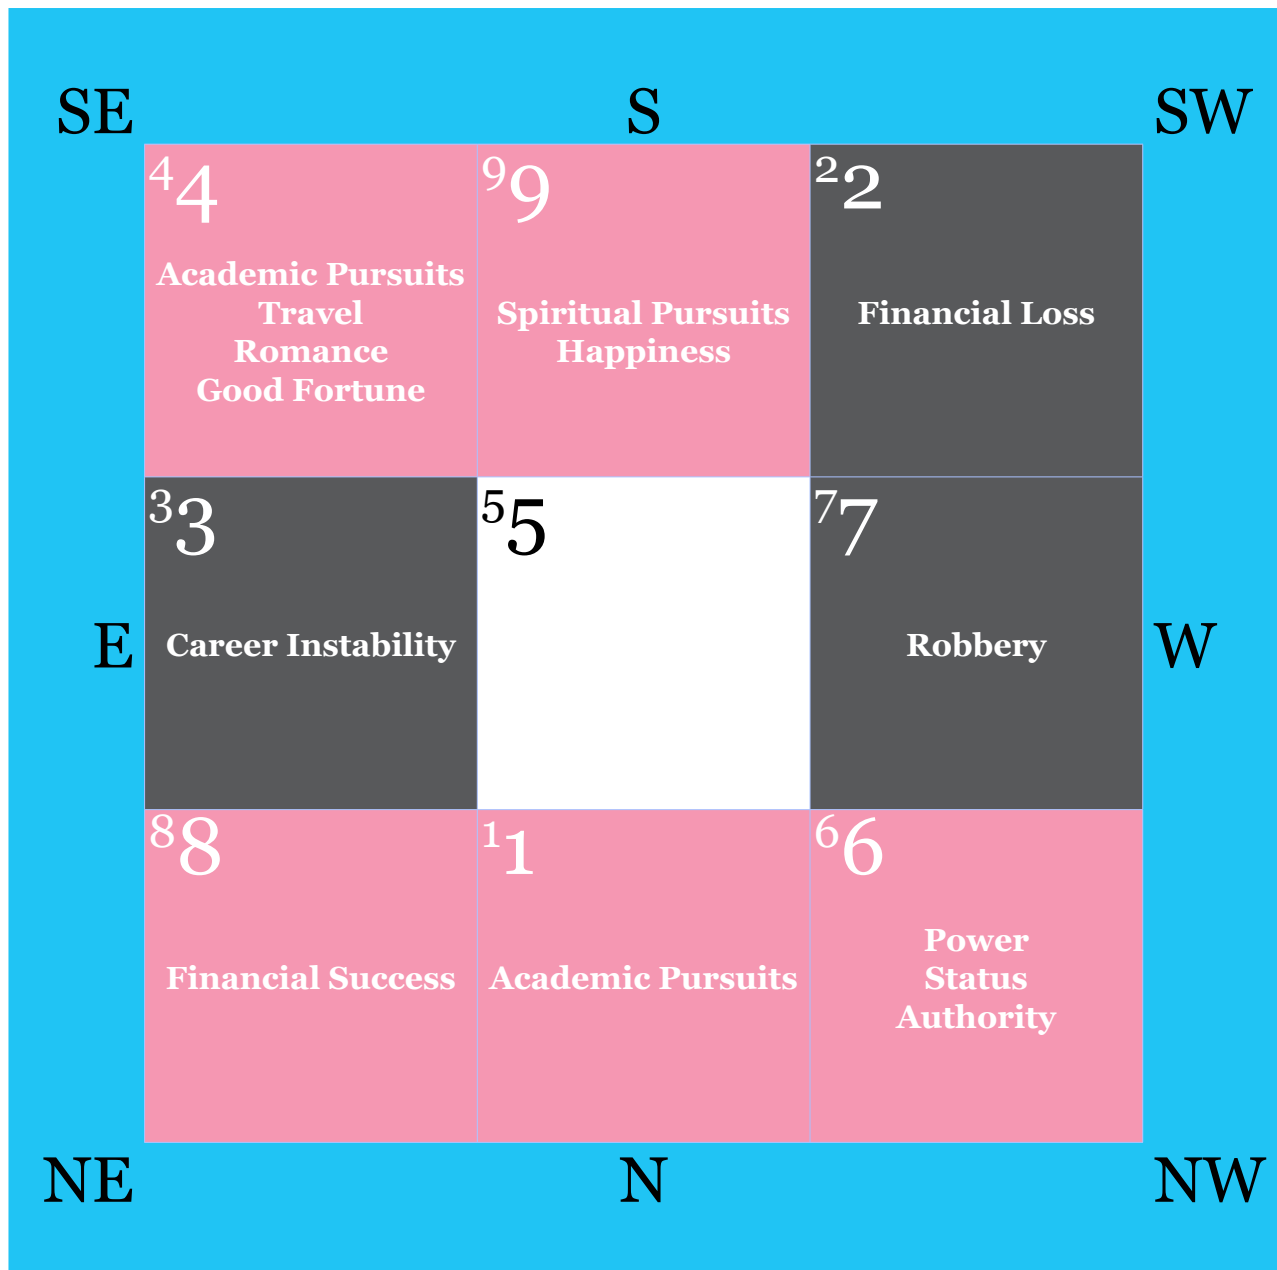 SE S SW
⁴4 ⁹9 ²2
Academic Pursuits
Travel
Romance
Good Fortune
Spiritual Pursuits
Happiness
Financial Loss
³3 ⁵5 ⁷7
E Career Instability Robbery W
⁸8 ¹1 ⁶6
Financial Success
Academic Pursuits
Power
Status
Authority
NE N NW